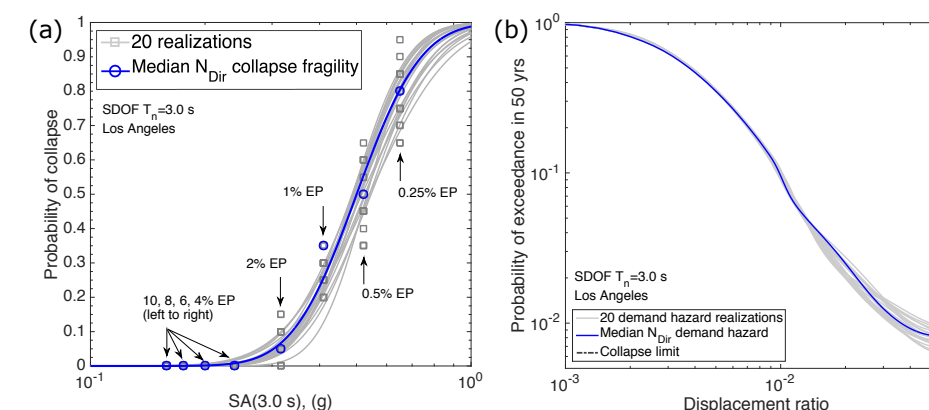 (a)
20 realizations
Median N_Dir collapse fragility
SDOF T_n=3.0 s
Los Angeles
1% EP
0.25% EP
2% EP
0.5% EP
10, 8, 6, 4% EP
(left to right)
Probability of collapse
1
0.9
0.8
0.7
0.6
0.5
0.4
0.3
0.2
0.1
0
10^-1
10^0
SA(3.0 s), (g)
(b)
Probability of exceedance in 50 yrs
10^0
10^-1
10^-2
SDOF T_n=3.0 s
Los Angeles
20 demand hazard realizations
Median N_Dir demand hazard
Collapse limit
10^-3
10^-2
Displacement ratio